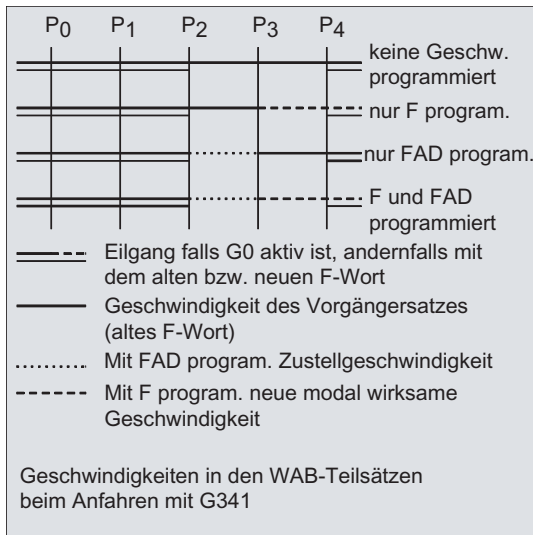 P0 P1 P2 P3 P4
keine Geschw.
programmiert
nur F program.
nur FAD program.
F und FAD
programmiert
Eilgang falls G0 aktiv ist, andernfalls mit
dem alten bzw. neuen F-Wort
Geschwindigkeit des Vorgängersatzes
(altes F-Wort)
Mit FAD program. Zustellgeschwindigkeit
Mit F program. neue modal wirksame
Geschwindigkeit
Geschwindigkeiten in den WAB-Teilsätzen
beim Anfahren mit G341